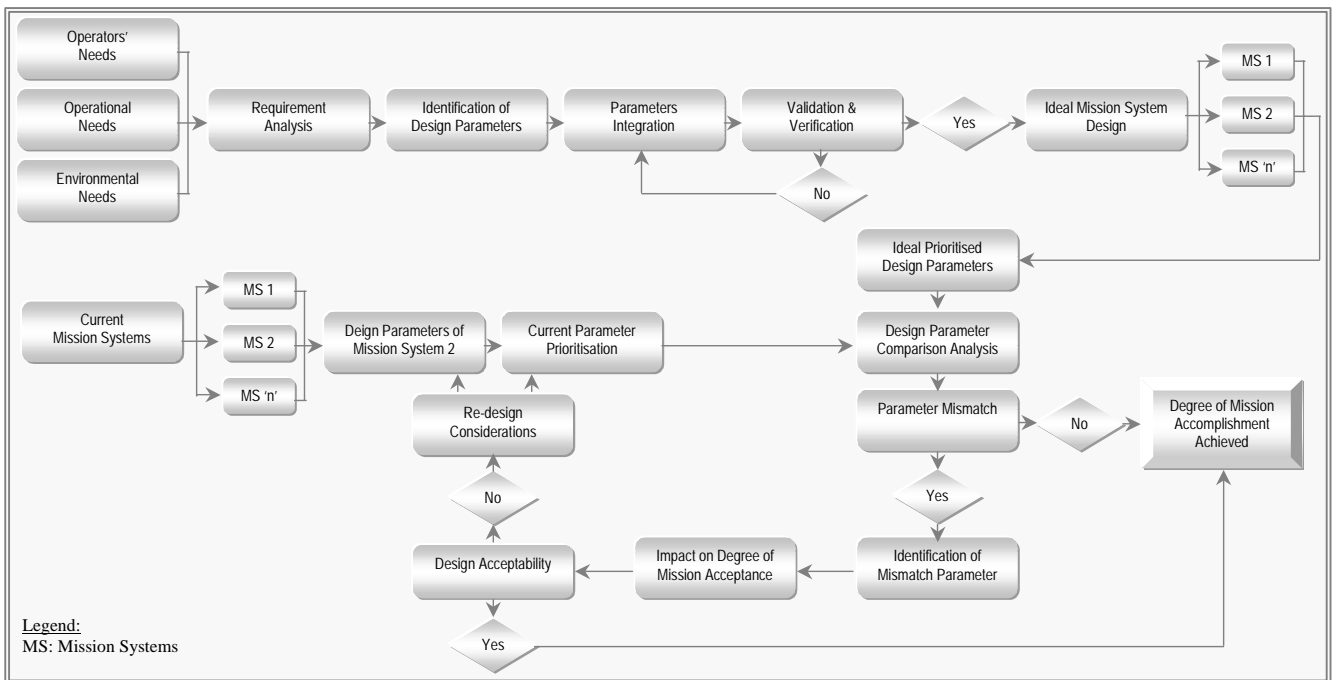 Operators'
Needs
Operational
Needs
Environmental
Needs
Requirement
Analysis
Identification of
Design Parameters
Parameters
Integration
Validation &
Verification
Yes
No
Ideal Mission System
Design
MS 1
MS 2
MS 'n'
Ideal Prioritised
Design Parameters
Current
Mission Systems
MS 1
MS 2
MS 'n'
Deign Parameters of
Mission System 2
Current Parameter
Prioritisation
Design Parameter
Comparison Analysis
Re-design
Considerations
Parameter Mismatch
No
Degree of Mission
Accomplishment
Achieved
No
Yes
Design Acceptability
Impact on Degree of
Mission Acceptance
Identification of
Mismatch Parameter
Yes
Legend:
MS: Mission Systems